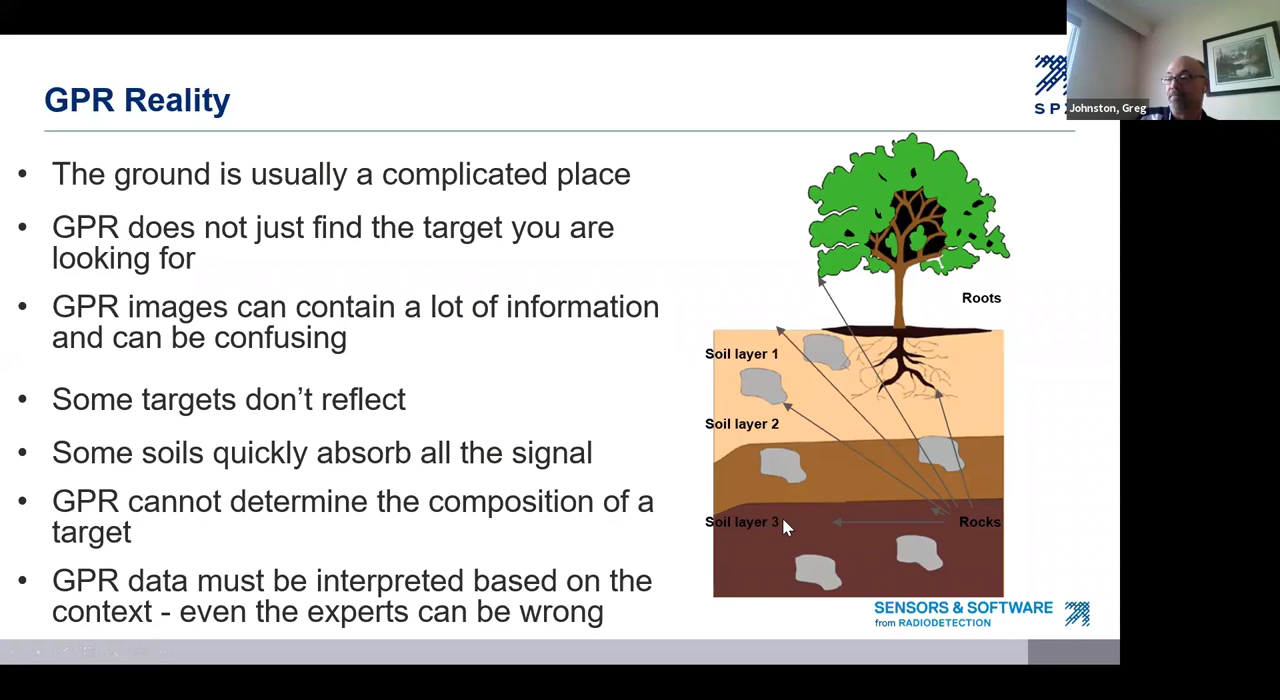 GPR Reality
SP
Johnston, Greg
• The ground is usually a complicated place
• GPR does not just find the target you are
looking for
• GPR images can contain a lot of information
and can be confusing
• Some targets don’t reflect
• Some soils quickly absorb all the signal
• GPR cannot determine the composition of a
target
• GPR data must be interpreted based on the
context - even the experts can be wrong
Roots
Soil layer 1
Soil layer 2
Soil layer 3
Rocks
SENSORS & SOFTWARE
from RADIODETECTION